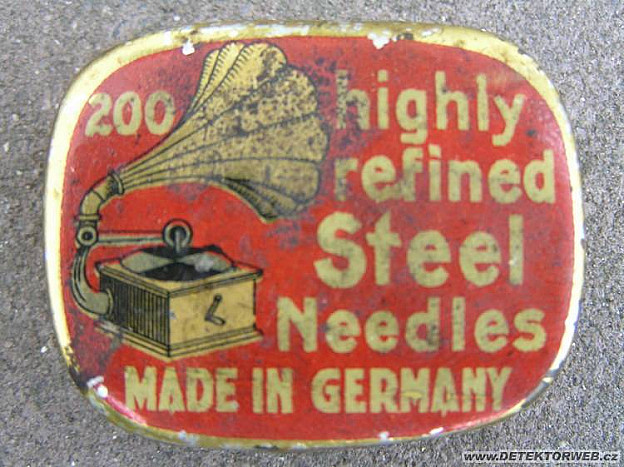 200
highly
refined
Steel
Needles
MADE IN GERMANY
www.DETEKTORWEB.cz